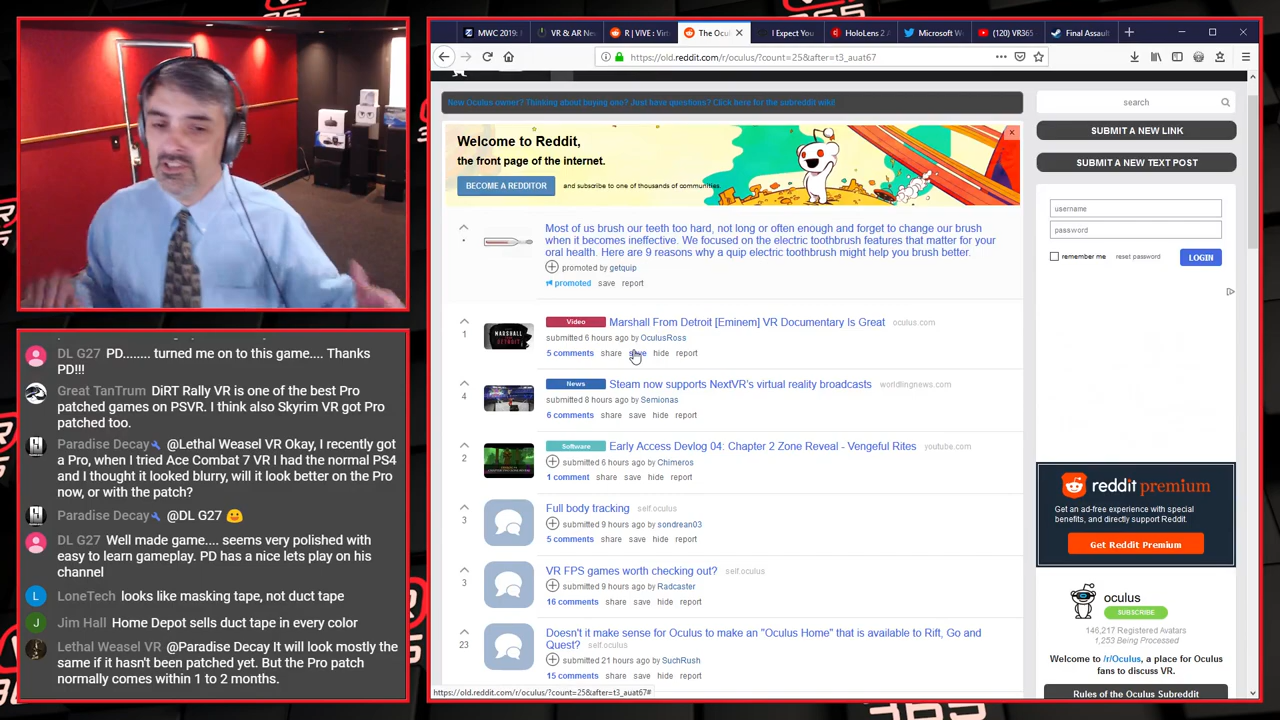 MWC 2019:
VR & AR Ne
R | VIVE : Virtu
The Ocul
I Expect You
HoloLens 2 A
Microsoft W
(120) VR365
Final Assault
https://old.reddit.com/r/oculus/?count=25&after=t3_auat67
New Oculus owner? Thinking about buying one? Just have questions? Click here for the subreddit wiki!
Welcome to Reddit,
the front page of the internet.
BECOME A REDDITOR
and subscribe to one of thousands of communities.
Most of us brush our teeth too hard, not long or often enough and forget to change our brush
when it becomes ineffective. We focused on the electric toothbrush features that matter for your
oral health. Here are 9 reasons why a quip electric toothbrush might help you brush better.
promoted by getquip
promoted save report
1
MARSHALL FROM DETROIT
Video Marshall From Detroit [Eminem] VR Documentary Is Great oculus.com
submitted 6 hours ago by OculusRoss
5 comments share save hide report
4
News Steam now supports NextVR's virtual reality broadcasts worldlingnews.com
submitted 8 hours ago by Semionas
6 comments share save hide report
2
Software Early Access Devlog 04: Chapter 2 Zone Reveal - Vengeful Rites youtube.com
submitted 6 hours ago by Chimeros
1 comment share save hide report
3
Full body tracking self.oculus
submitted 9 hours ago by sondrean03
5 comments share save hide report
3
VR FPS games worth checking out? self.oculus
submitted 9 hours ago by Radcaster
16 comments share save hide report
23
Doesn't it make sense for Oculus to make an "Oculus Home" that is available to Rift, Go and
Quest? self.oculus
submitted 21 hours ago by SuchRush
15 comments share save hide report
https://old.reddit.com/r/oculus/?count=25&after=t3_auat67#
search
SUBMIT A NEW LINK
SUBMIT A NEW TEXT POST
username
password
remember me reset password LOGIN
reddit premium
Get an ad-free experience with special
benefits, and directly support Reddit.
Get Reddit Premium
oculus
SUBSCRIBE
146,217 Registered Avatars
1,253 Being Processed
Welcome to /r/Oculus, a place for Oculus
fans to discuss VR.
Rules of the Oculus Subreddit
DL G27 PD........ turned me on to this game.... Thanks
PD!!!
Great TanTrum DiRT Rally VR is one of the best Pro
patched games on PSVR. I think also Skyrim VR got Pro
patched too.
Paradise Decay @Lethal Weasel VR Okay, I recently got
a Pro, when I tried Ace Combat 7 VR I had the normal PS4
and I thought it looked blurry, will it look better on the Pro
now, or with the patch?
Paradise Decay @DL G27
DL G27 Well made game.... seems very polished with
easy to learn gameplay. PD has a nice lets play on his
channel
L LoneTech looks like masking tape, not duct tape
J Jim Hall Home Depot sells duct tape in every color
Lethal Weasel VR @Paradise Decay It will look mostly the
same if it hasn't been patched yet. But the Pro patch
normally comes within 1 to 2 months.